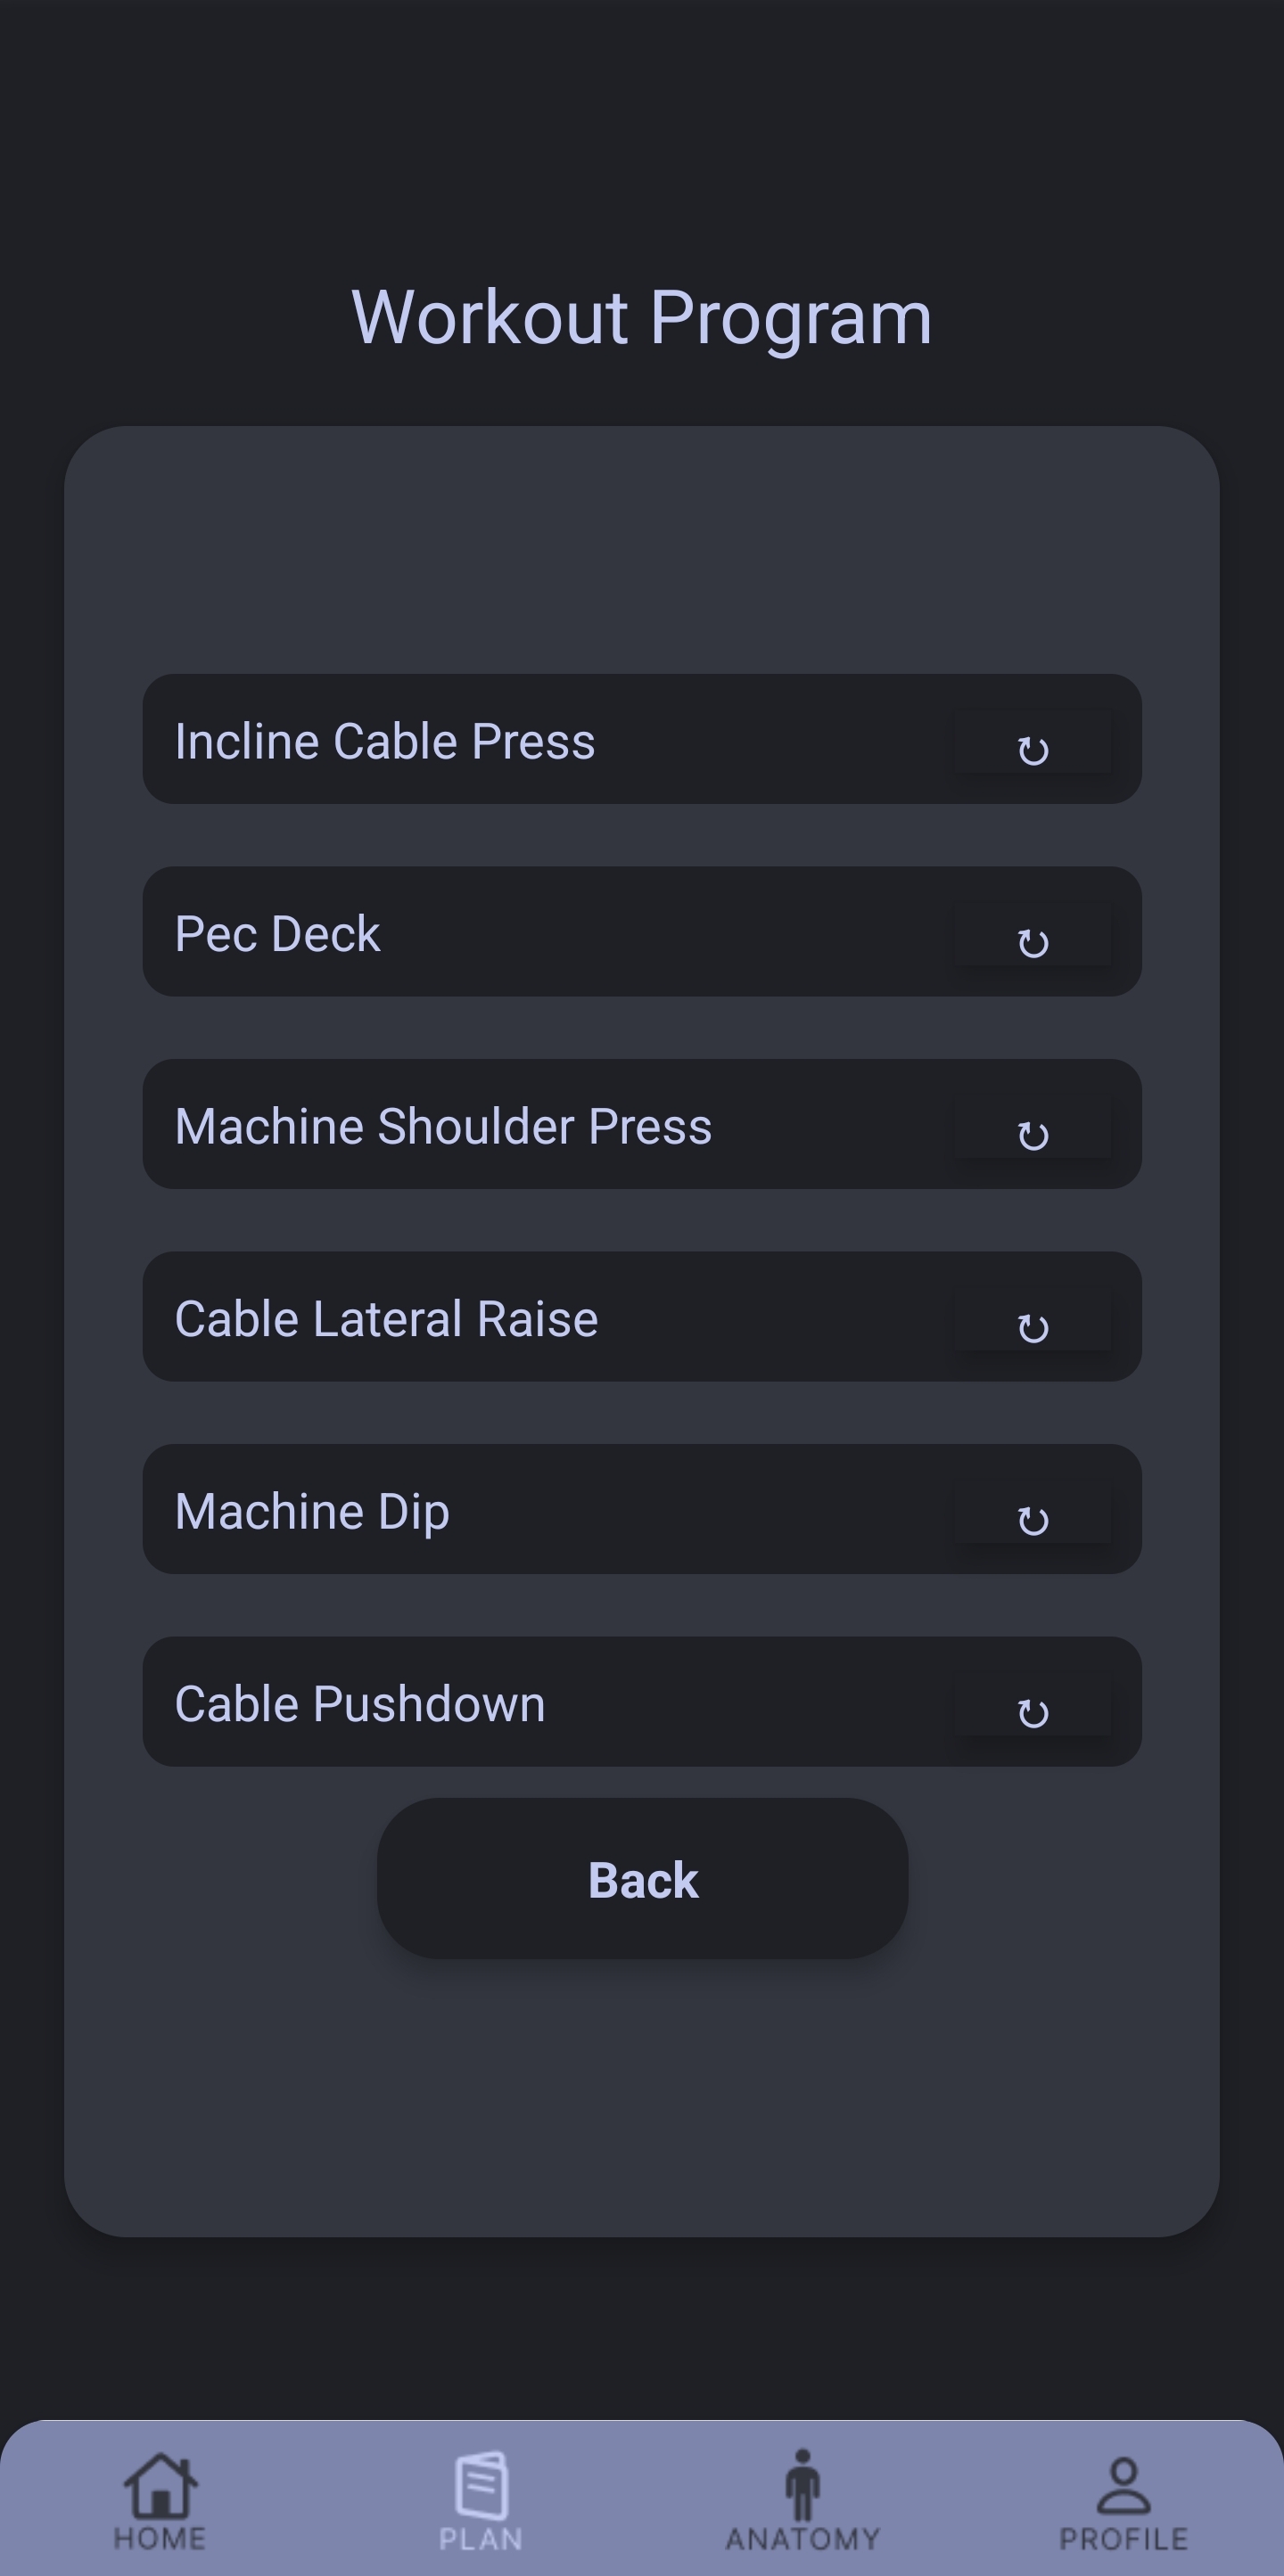 Workout Program
Incline Cable Press
↻
Pec Deck
↻
Machine Shoulder Press
↻
Cable Lateral Raise
↻
Machine Dip
↻
Cable Pushdown
↻
Back
HOME
PLAN
ANATOMY
PROFILE